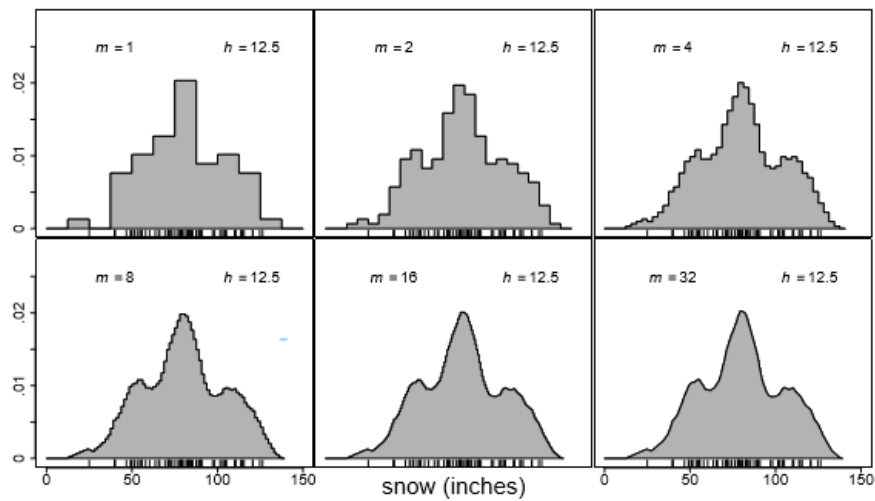 m = 1 h = 12.5 m = 2 h = 12.5 m = 4 h = 12.5
.02
.01
0
m = 8 h = 12.5 m = 16 h = 12.5 m = 32 h = 12.5
.02
.01
0
0 50 100 150 0 50 100 150
snow (inches)